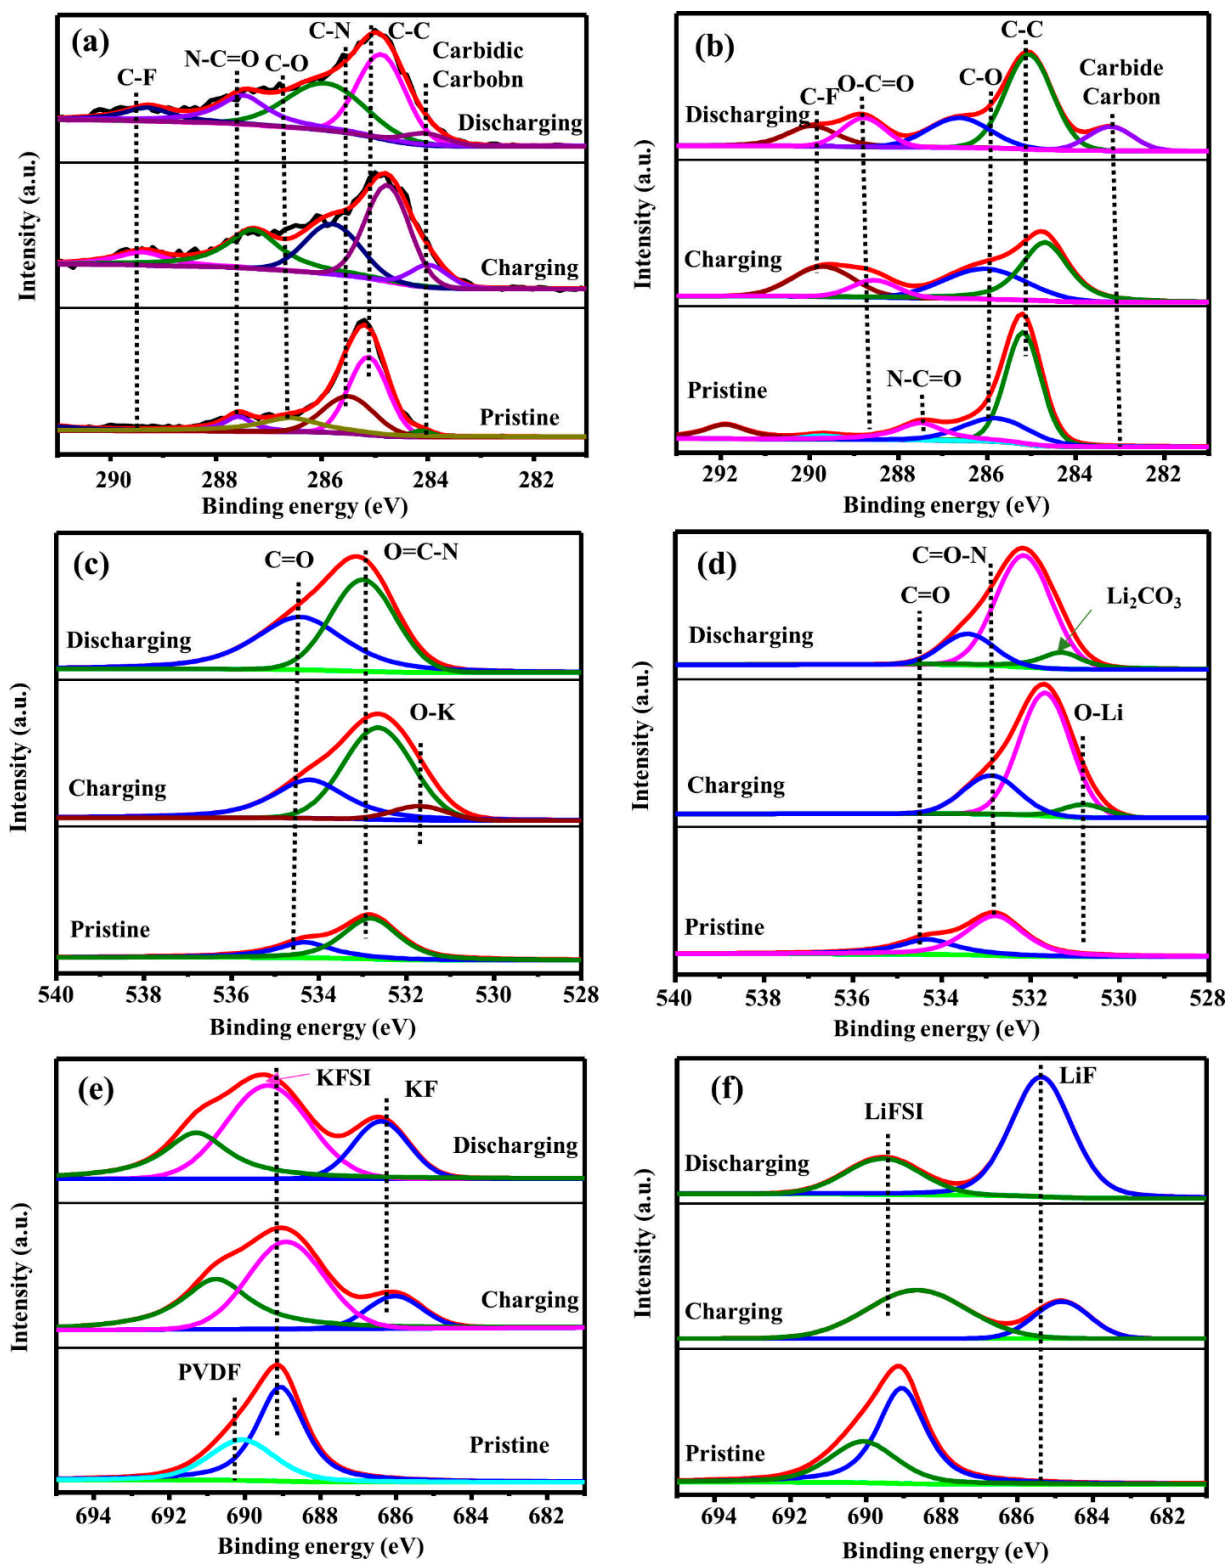 (a)
C-F
N-C=O
C-O
C-N
C-C
Carbidic
Carbobn
Discharging
Charging
Pristine
Intensity (a.u.)
290 288 286 284 282
Binding energy (eV)
(b)
C-F
O-C=O
C-O
C-C
Carbide
Carbon
Discharging
Charging
N-C=O
Pristine
Intensity (a.u.)
292 290 288 286 284 282
Binding energy (eV)
(c)
C=O
O=C-N
Discharging
O-K
Charging
Pristine
Intensity (a.u.)
540 538 536 534 532 530 528
Binding energy (eV)
(d)
C=O-N
C=O
Li₂CO₃
Discharging
O-Li
Charging
Pristine
Intensity (a.u.)
540 538 536 534 532 530 528
Binding energy (eV)
(e)
KFSI
KF
Discharging
Charging
PVDF
Pristine
Intensity (a.u.)
694 692 690 688 686 684 682
Binding energy (eV)
(f)
LiF
LiFSI
Discharging
Charging
Pristine
Intensity (a.u.)
694 692 690 688 686 684 682
Binding energy (eV)